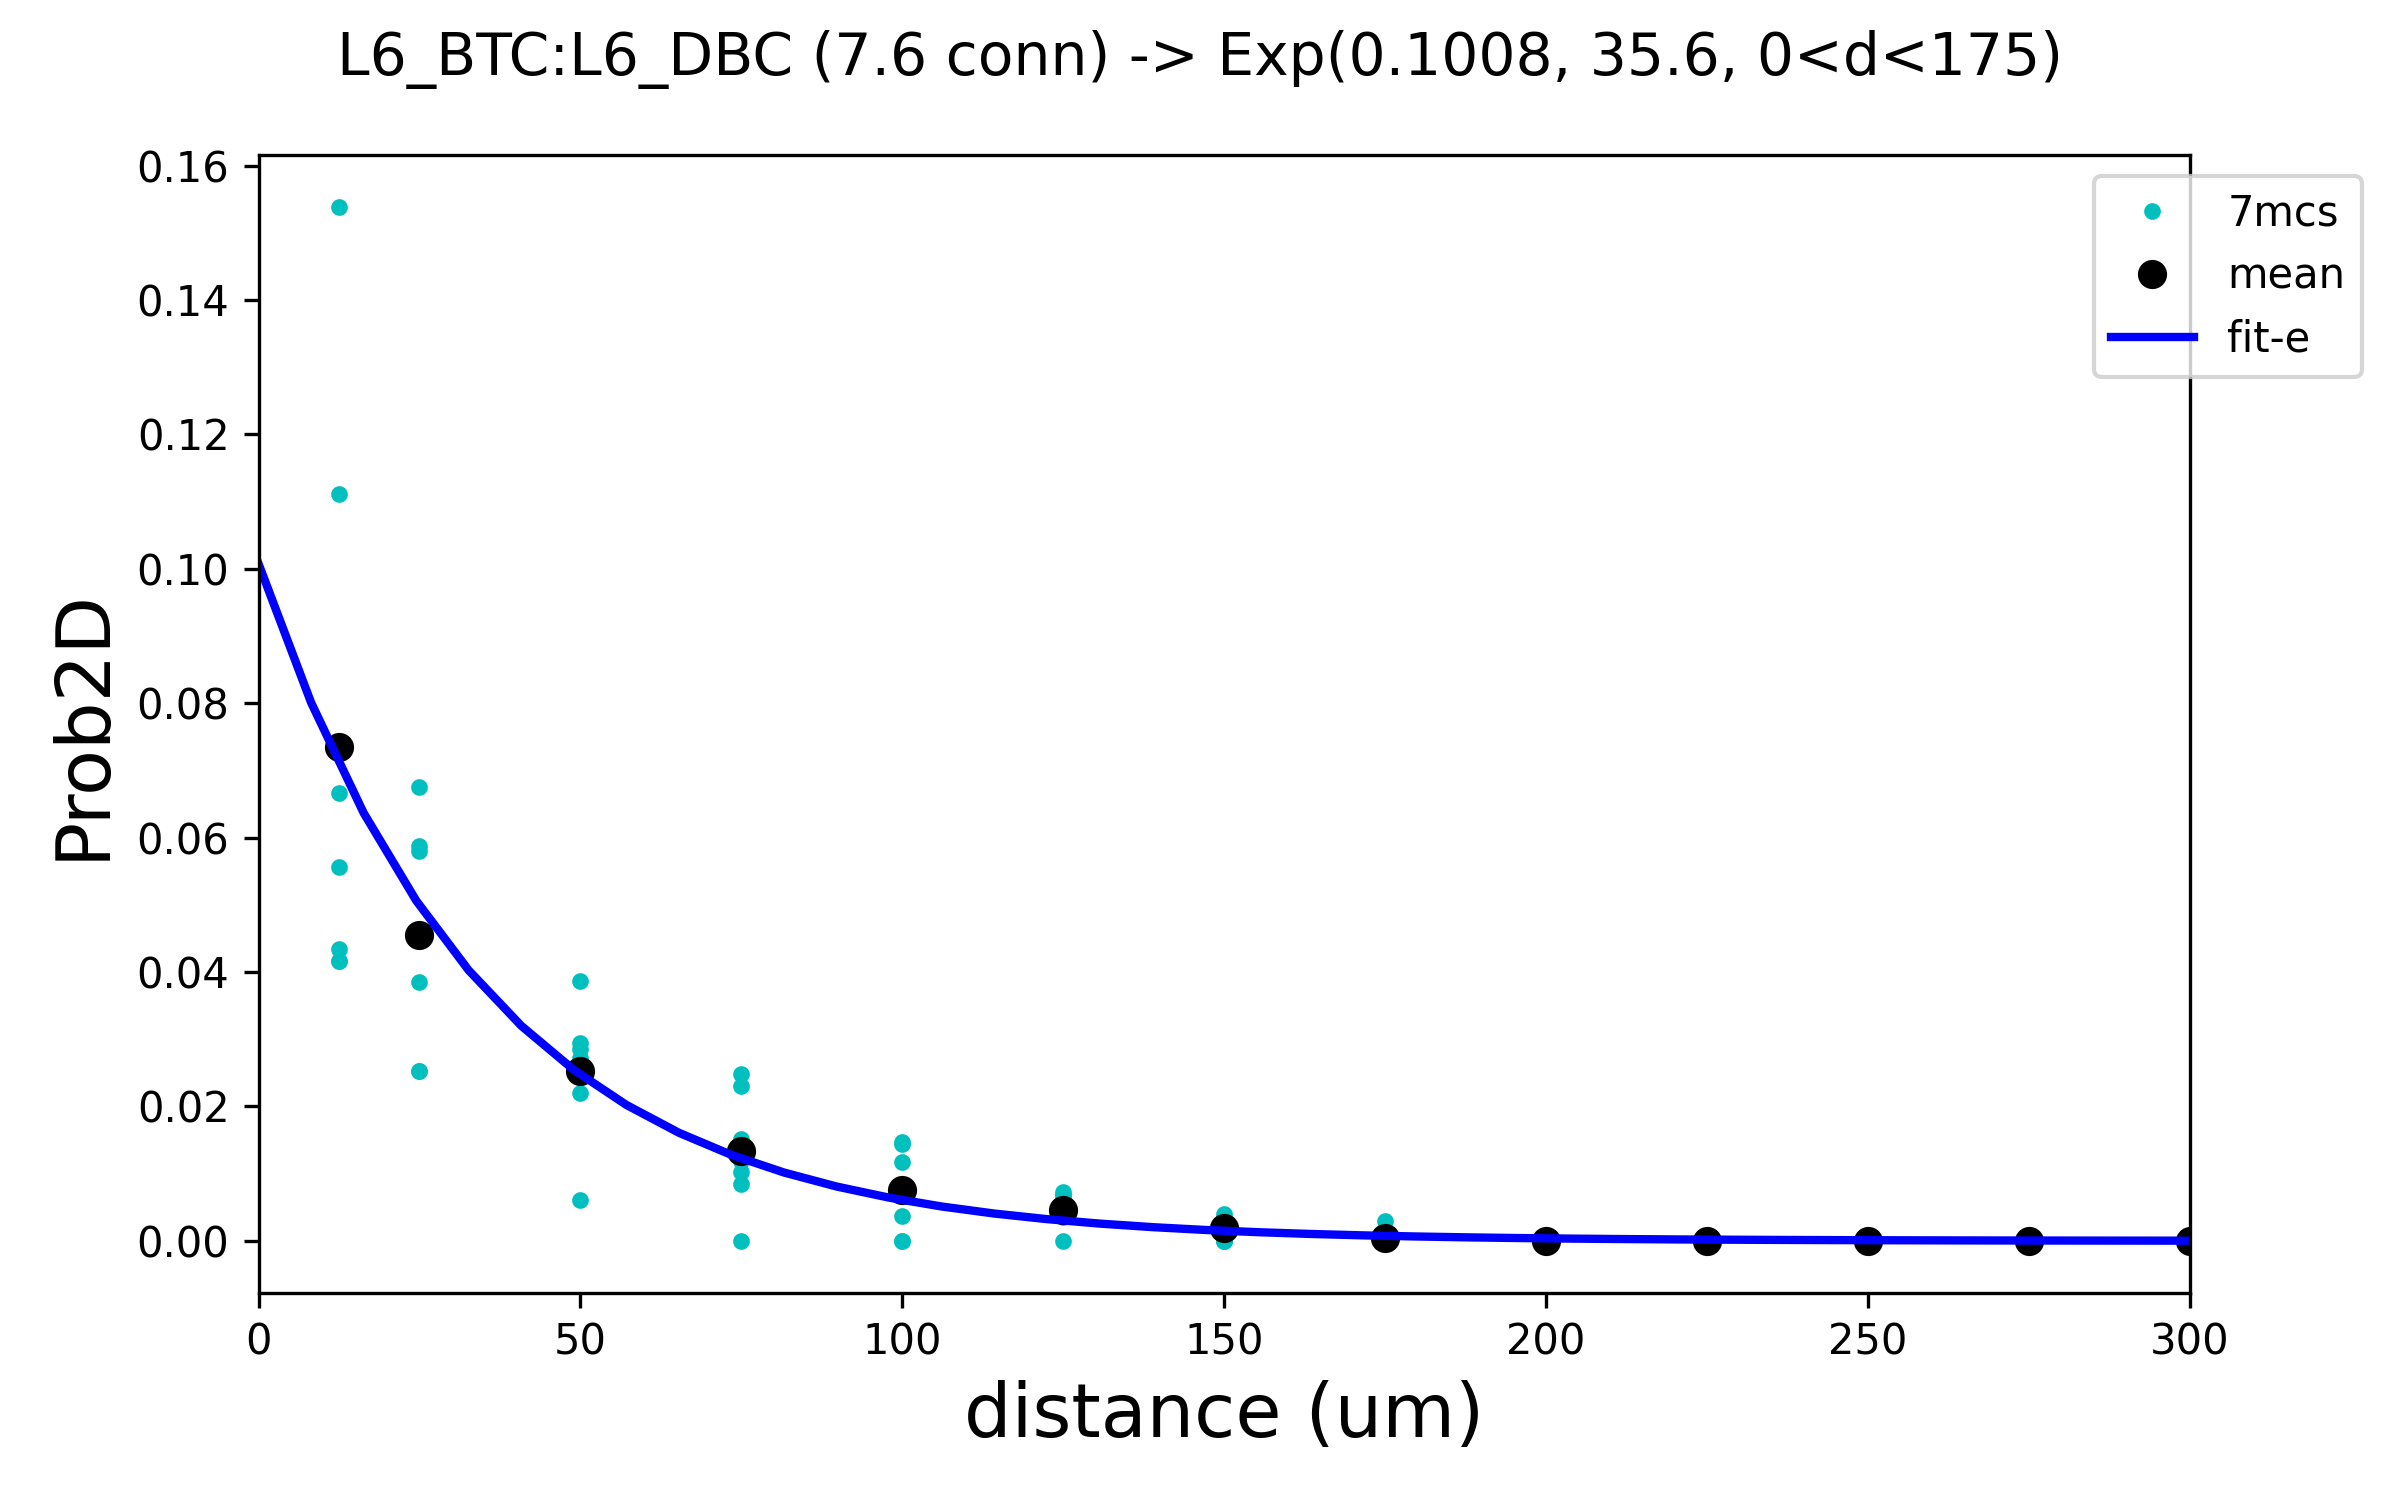 L6_BTC:L6_DBC (7.6 conn) -> Exp(0.1008, 35.6, 0<d<175)
7mcs
mean
fit-e
Prob2D
0.16
0.14
0.12
0.10
0.08
0.06
0.04
0.02
0.00
0 50 100 150 200 250 300
distance (um)